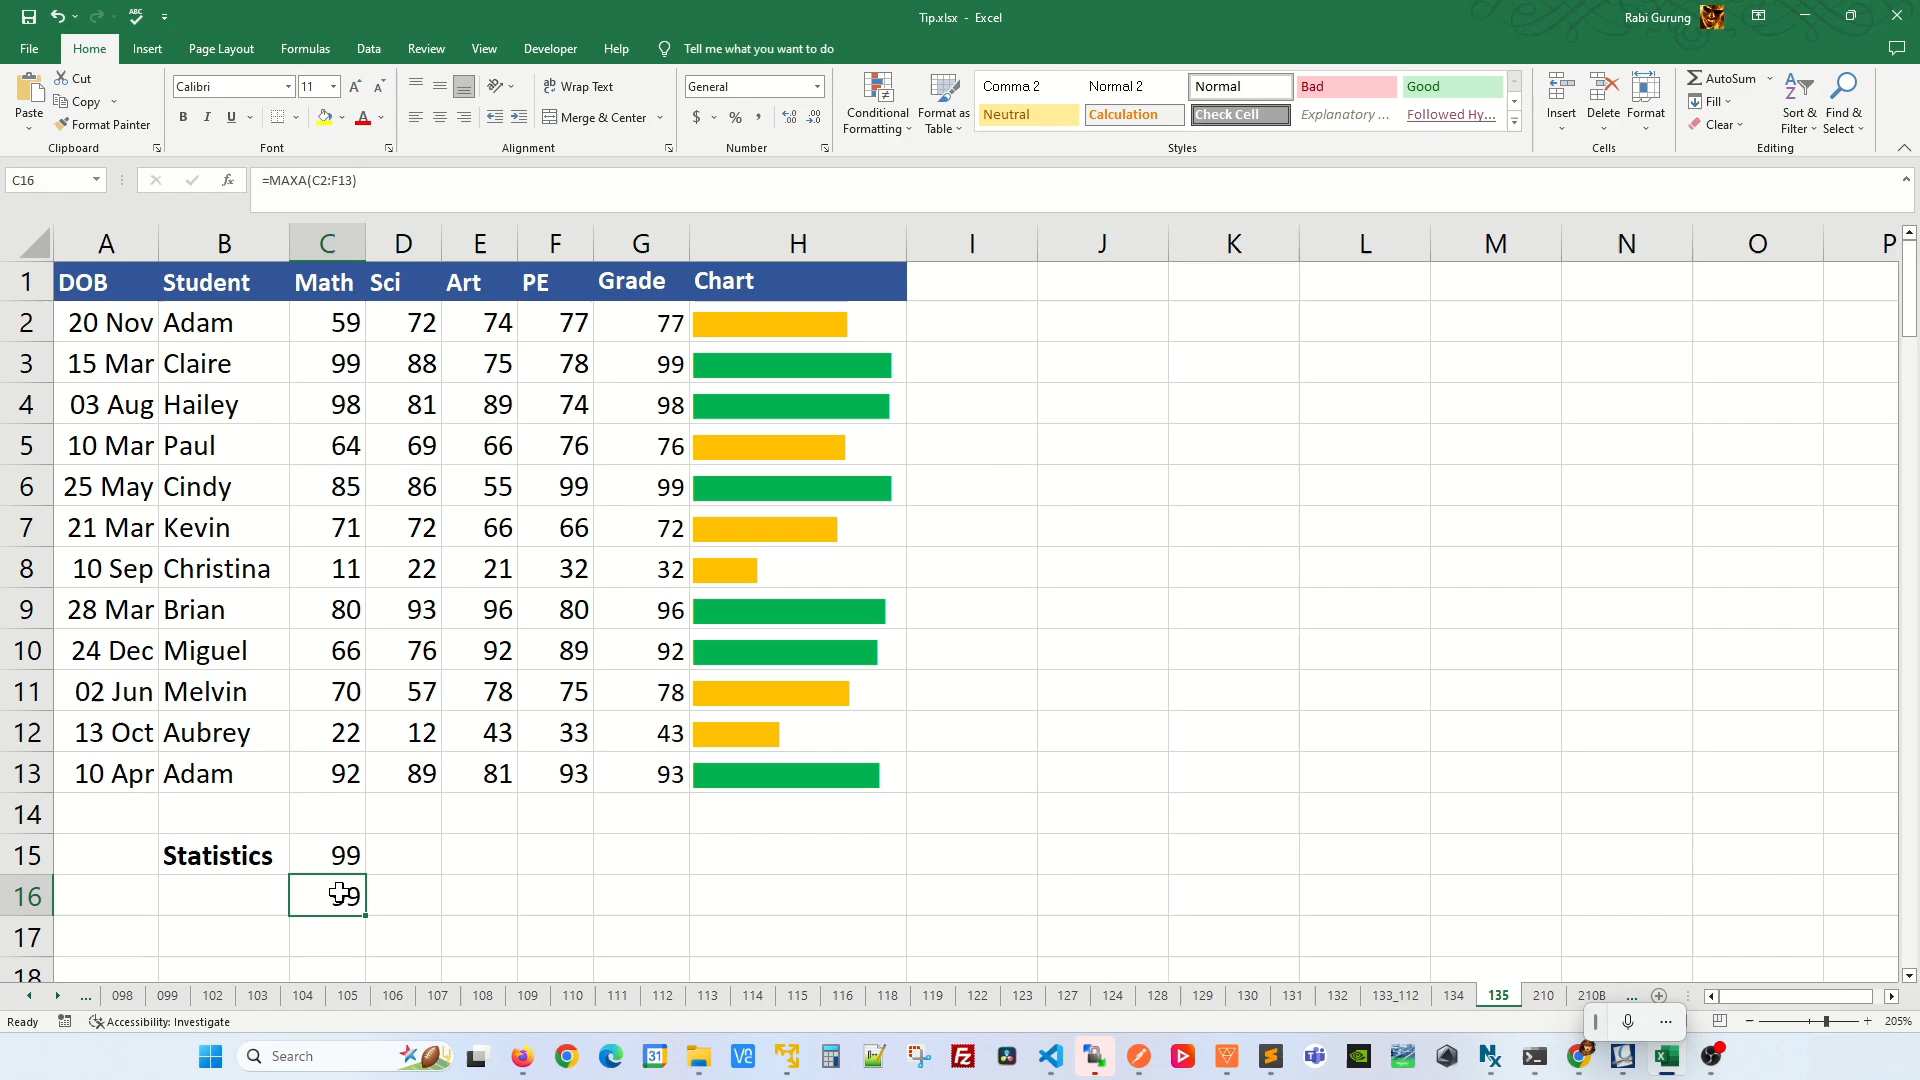 ABC
Tip.xlsx - Excel
Rabi Gurung
File Home Insert Page Layout Formulas Data Review View Developer Help Tell me what you want to do
Paste
Cut
Copy
Format Painter
Clipboard
Calibri 11
B I U
Font
Wrap Text
Merge & Center
Alignment
General
$ % ,
Number
Conditional Formatting
Format as Table
Comma 2 Normal 2 Normal Bad Good
Neutral Calculation Check Cell Explanatory ... Followed Hy...
Styles
Insert Delete Format
Cells
AutoSum
Fill
Clear
Sort & Filter
Find & Select
Editing
C16 fx =MAXA(C2:F13)
A B C D E F G H I J K L M N O P
1 DOB Student Math Sci Art PE Grade Chart
2 20 Nov Adam 59 72 74 77 77
3 15 Mar Claire 99 88 75 78 99
4 03 Aug Hailey 98 81 89 74 98
5 10 Mar Paul 64 69 66 76 76
6 25 May Cindy 85 86 55 99 99
7 21 Mar Kevin 71 72 66 66 72
8 10 Sep Christina 11 22 21 32 32
9 28 Mar Brian 80 93 96 80 96
10 24 Dec Miguel 66 76 92 89 92
11 02 Jun Melvin 70 57 78 75 78
12 13 Oct Aubrey 22 12 43 33 43
13 10 Apr Adam 92 89 81 93 93
14
15 Statistics 99
16 99
17
18
... 098 099 102 103 104 105 106 107 108 109 110 111 112 113 114 115 116 118 119 122 123 127 124 128 129 130 131 132 133_112 134 135 210 210B ...
Ready Accessibility: Investigate 205%
Search